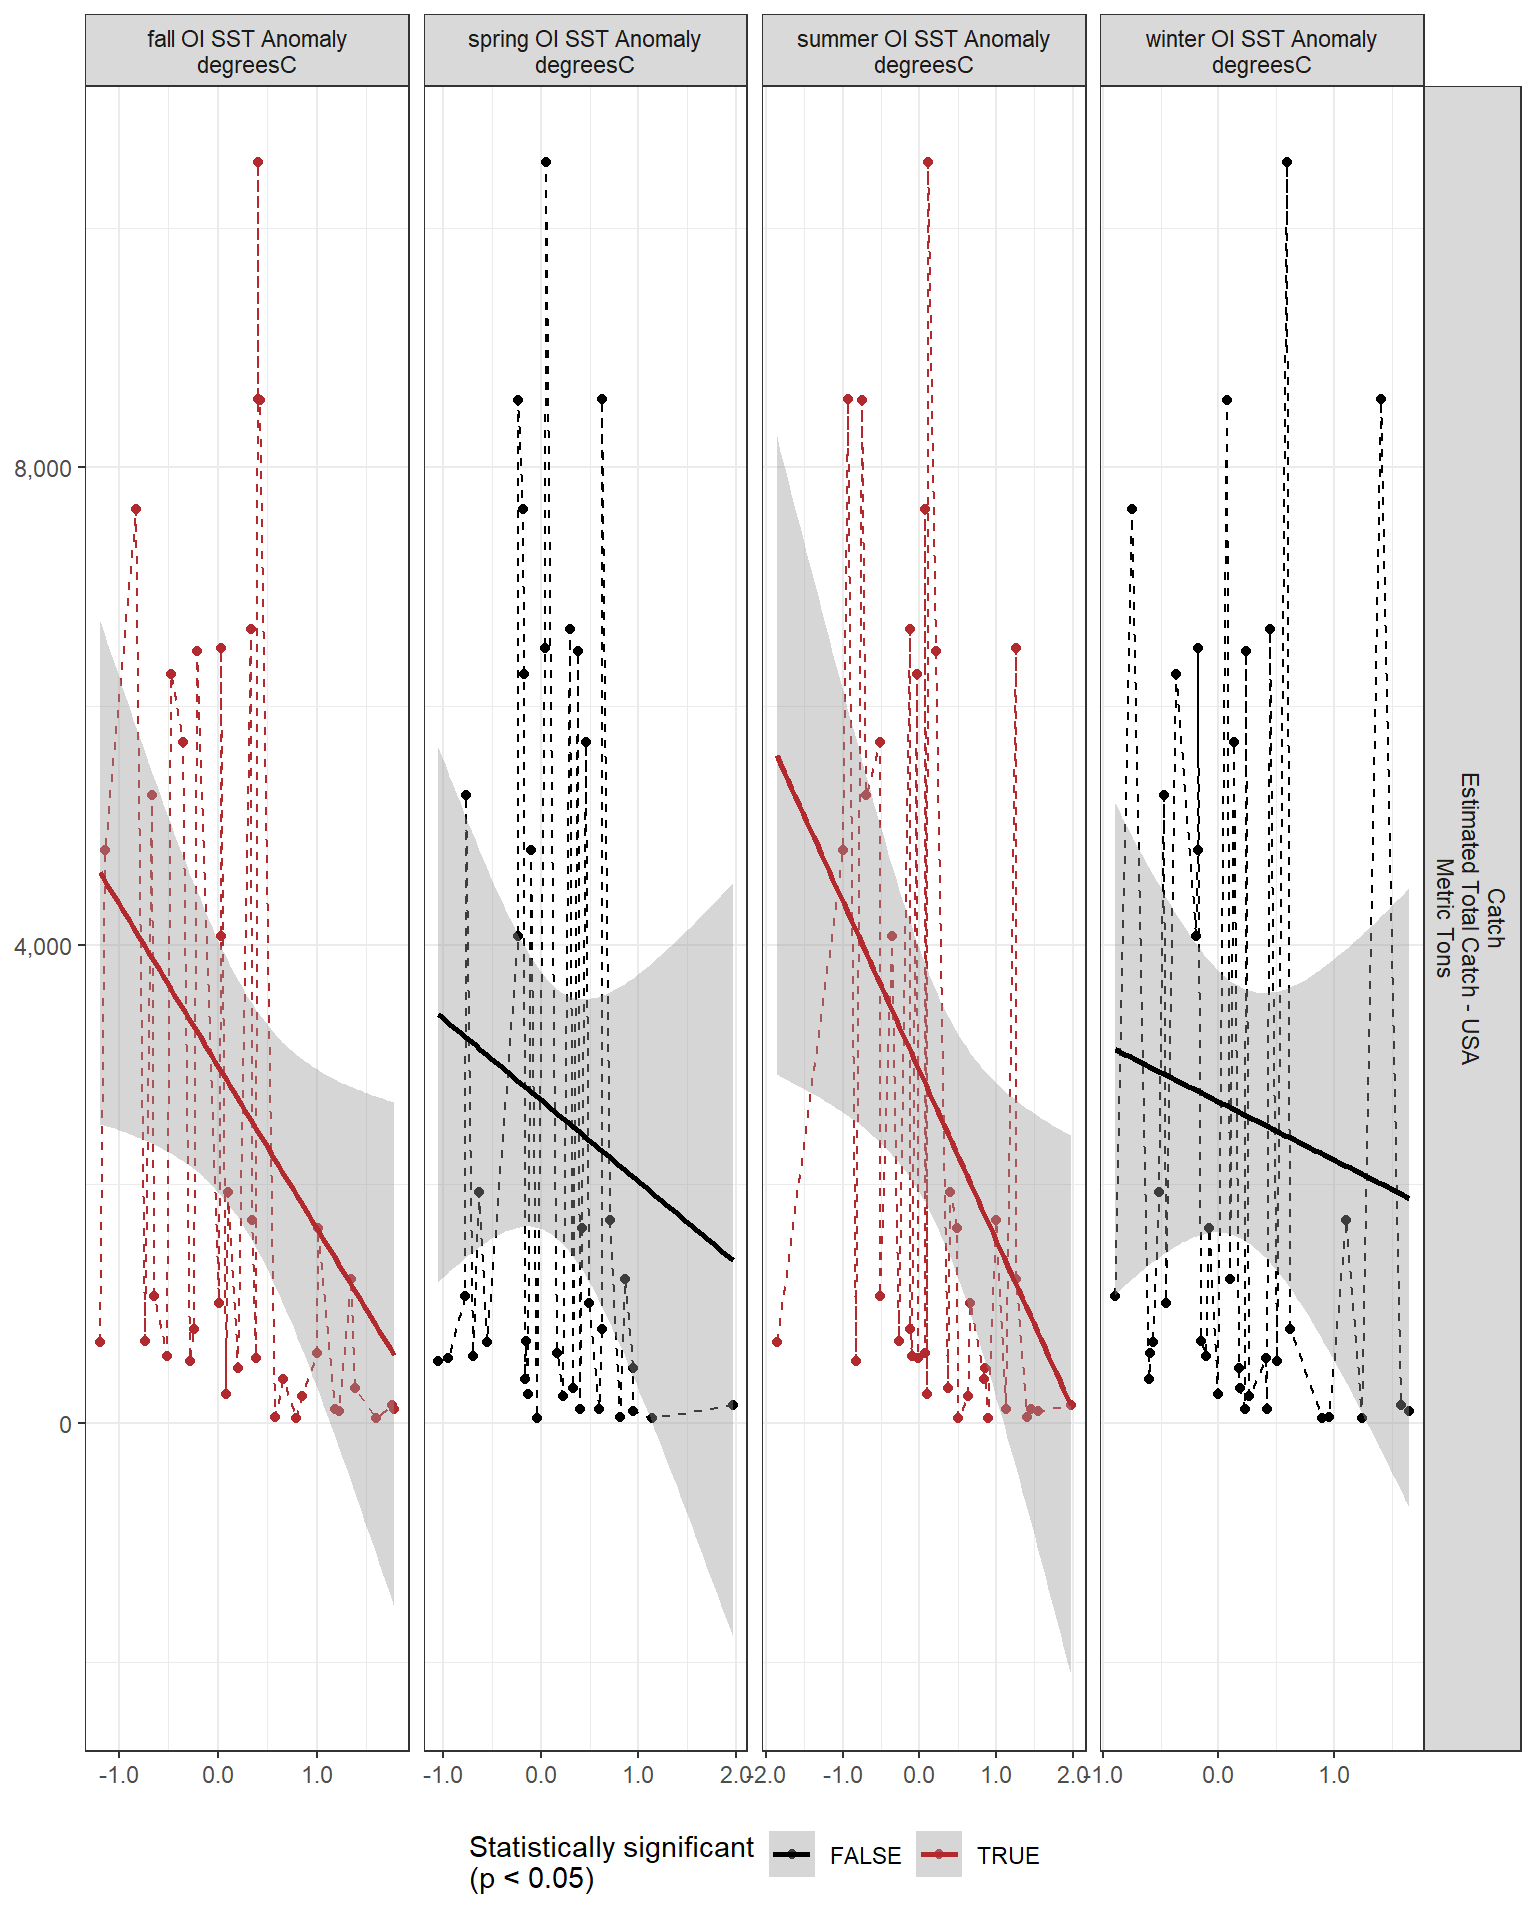 fall OI SST Anomaly
degreesC
spring OI SST Anomaly
degreesC
summer OI SST Anomaly
degreesC
winter OI SST Anomaly
degreesC
8,000
4,000
0
Catch
Estimated Total Catch - USA
Metric Tons
-1.0 0.0 1.0
-1.0 0.0 1.0 2.0
-2.0 -1.0 0.0 1.0 2.0
-1.0 0.0 1.0
Statistically significant
(p < 0.05)
FALSE
TRUE